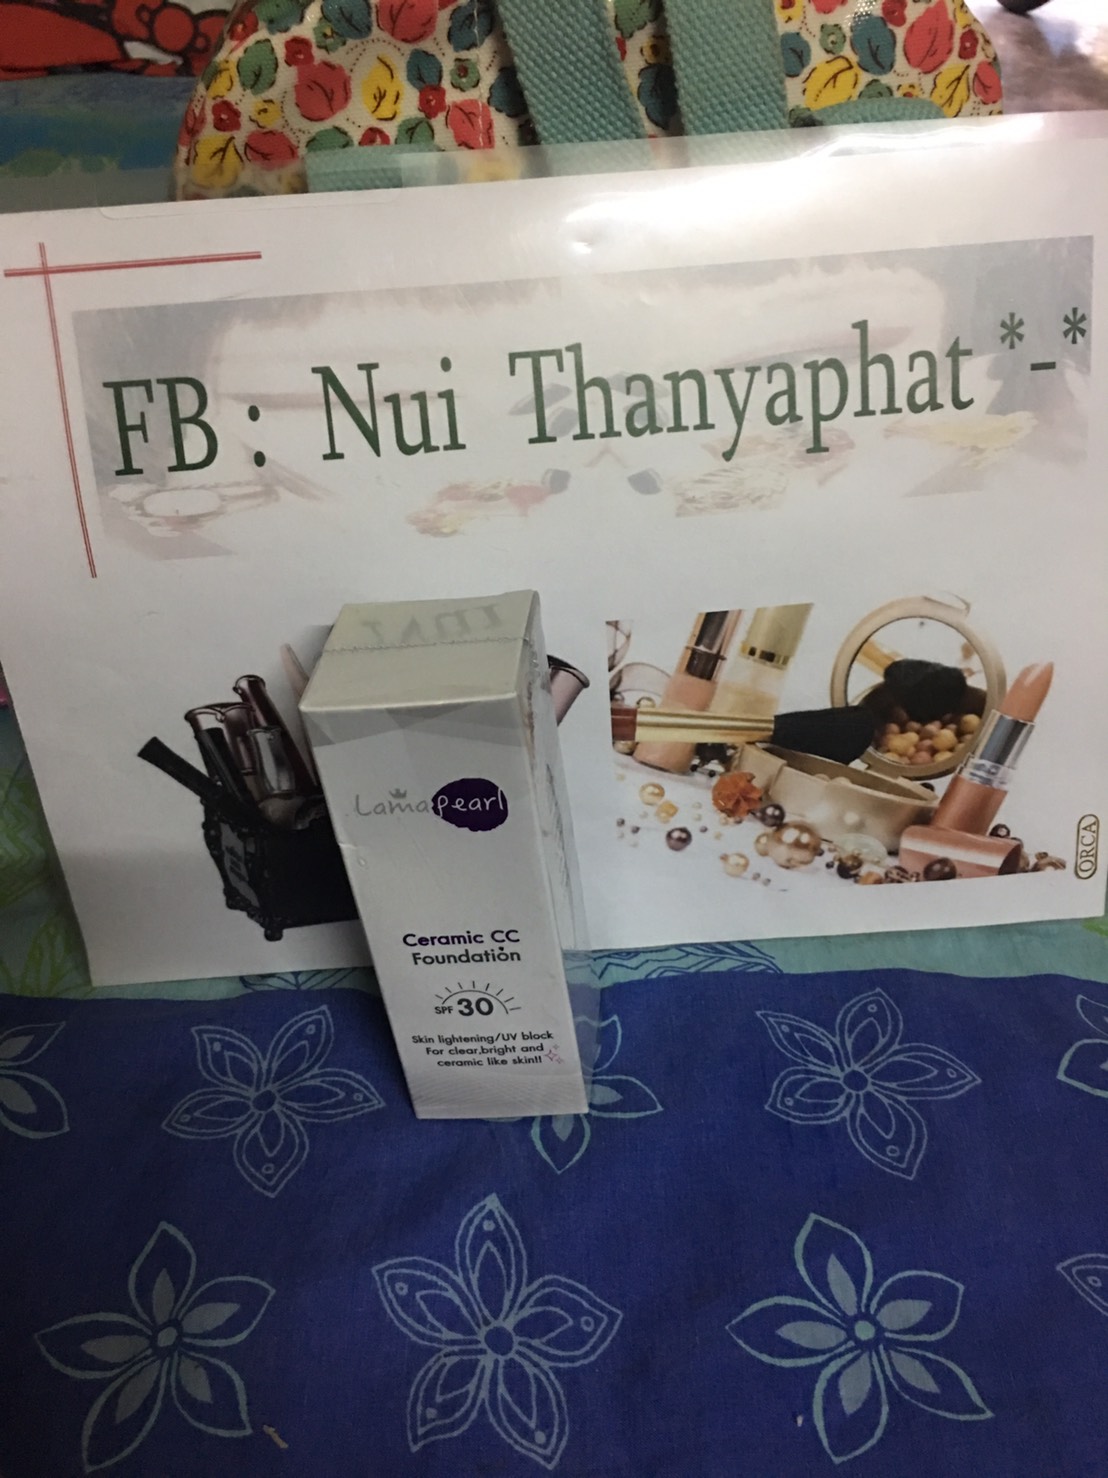 FB : Nui Thanyaphat *-*
ORCA
Lamapearl
Ceramic CC
Foundation
SPF 30
Skin lightening/UV block
For clear,bright and
ceramic like skin!!